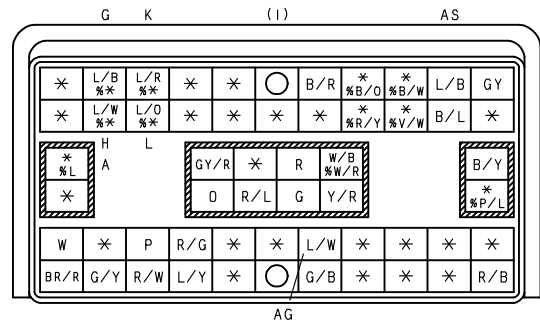 G K (I) AS
* L/B %* L/R %* * * B/R * %B/O * %B/W L/B GY
* L/W %* L/O %* * * * * * %R/Y * %V/W B/L *
H L
* %L A GY/R * R W/B %W/R B/Y
* O R/L G Y/R * %P/L
W * P R/G * * L/W * * * *
BR/R G/Y R/W L/Y * G/B * * * R/B
AG